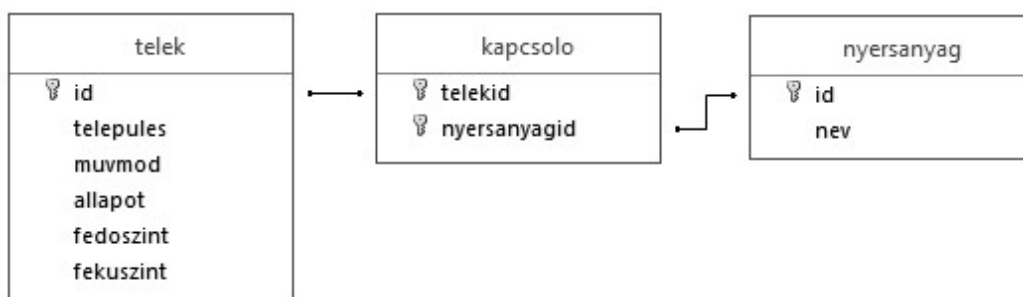 telek
id
telepules
muvmod
allapot
fedoszint
fekuszint
kapcsolo
telekid
nyersanyagid
nyersanyag
id
nev